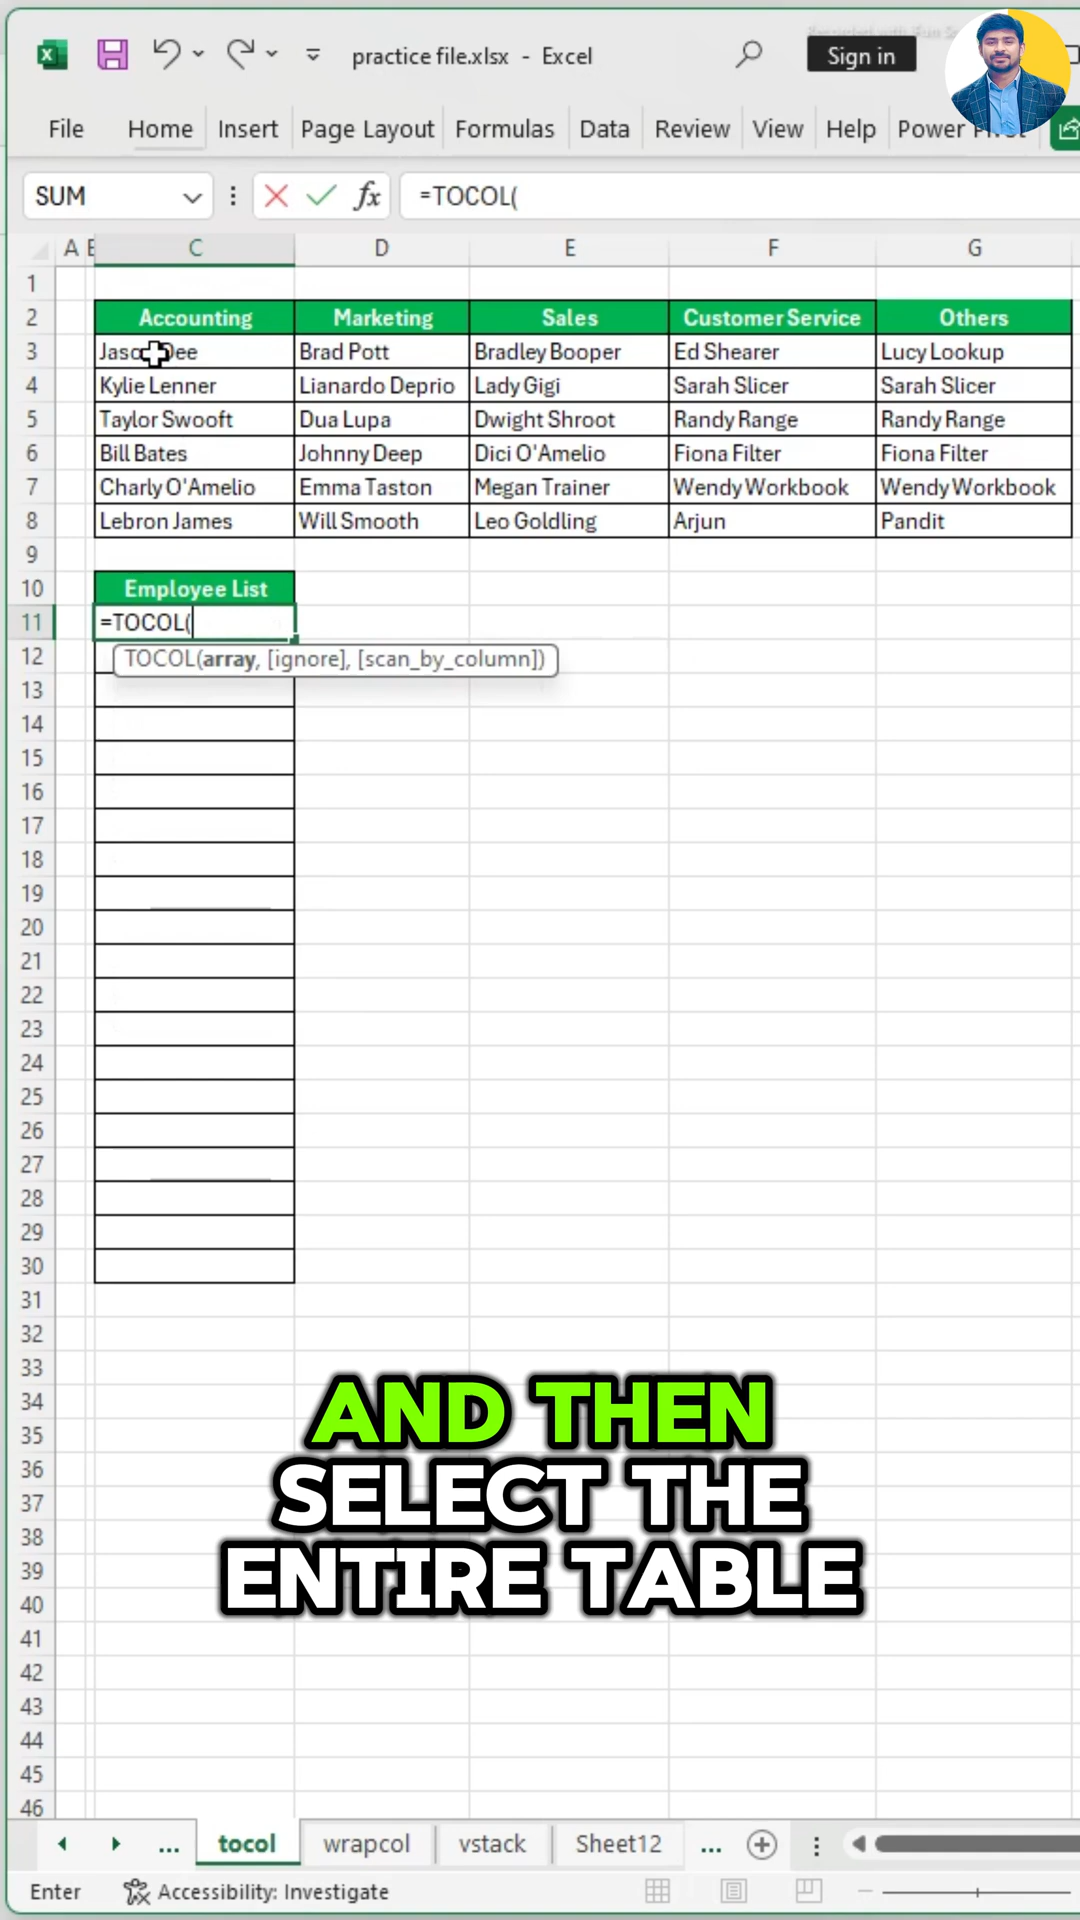 practice file.xlsx - Excel
Sign in
File Home Insert Page Layout Formulas Data Review View Help Power Pivot
SUM fx =TOCOL(
A C D E F G
1
2 Accounting Marketing Sales Customer Service Others
3 Jason Dee Brad Pott Bradley Booper Ed Shearer Lucy Lookup
4 Kylie Lenner Lianardo Deprio Lady Gigi Sarah Slicer Sarah Slicer
5 Taylor Swooft Dua Lupa Dwight Shroot Randy Range Randy Range
6 Bill Bates Johnny Deep Dici O'Amelio Fiona Filter Fiona Filter
7 Charly O'Amelio Emma Taston Megan Trainer Wendy Workbook Wendy Workbook
8 Lebron James Will Smooth Leo Goldling Arjun Pandit
9
10 Employee List
11 =TOCOL(
12 TOCOL(array, [ignore], [scan_by_column])
13
14
15
16
17
18
19
20
21
22
23
24
25
26
27
28
29
30
31
32
33
34
35
36
37
38
39
40
41
42
43
44
45
46
AND THEN
SELECT THE
ENTIRE TABLE
... tocol wrapcol vstack Sheet12 ...
Enter Accessibility: Investigate